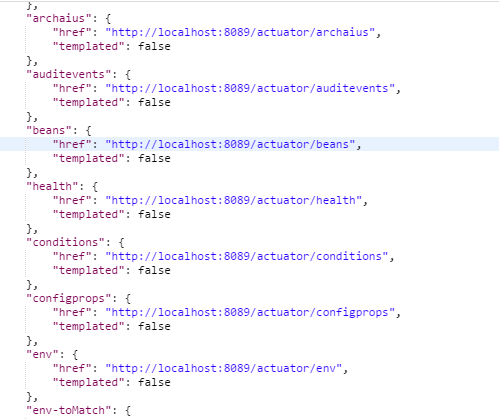 },
"archaius": {
"href": "http://localhost:8089/actuator/archaius",
"templated": false
},
"auditevents": {
"href": "http://localhost:8089/actuator/auditevents",
"templated": false
},
"beans": {
"href": "http://localhost:8089/actuator/beans",
"templated": false
},
"health": {
"href": "http://localhost:8089/actuator/health",
"templated": false
},
"conditions": {
"href": "http://localhost:8089/actuator/conditions",
"templated": false
},
"configprops": {
"href": "http://localhost:8089/actuator/configprops",
"templated": false
},
"env": {
"href": "http://localhost:8089/actuator/env",
"templated": false
},
"env-toMatch": {